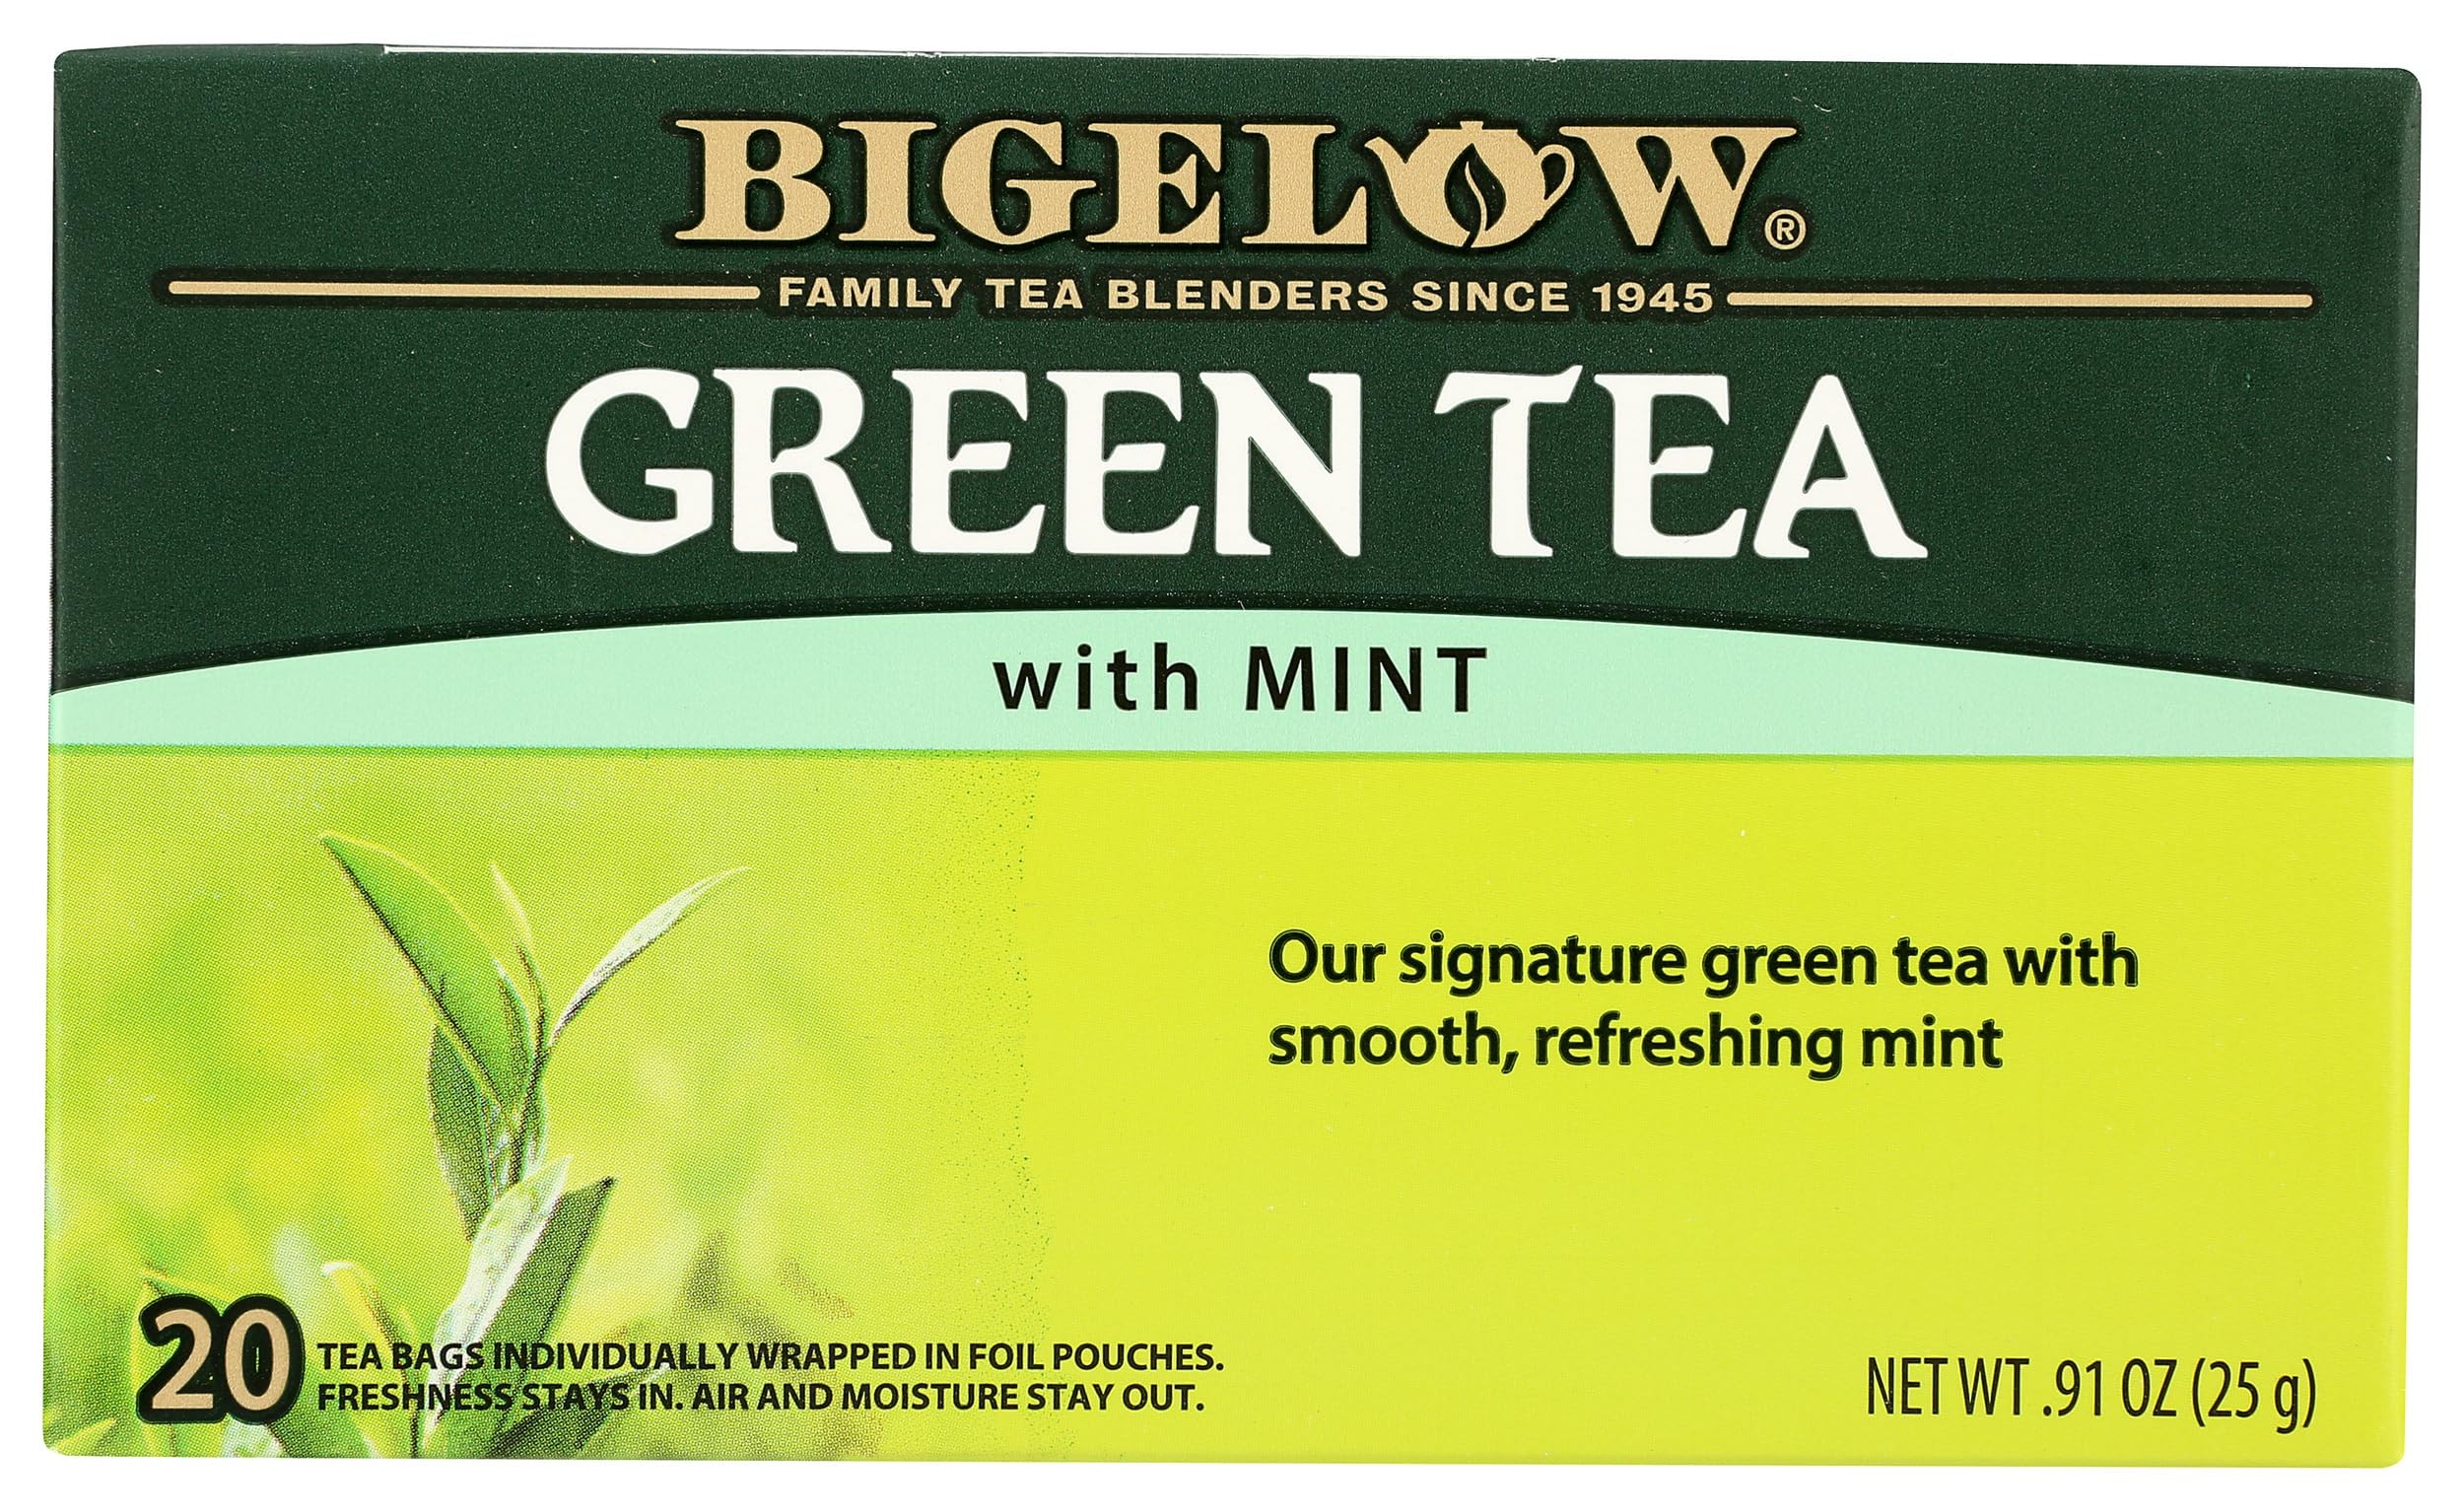 BIGELOW®
FAMILY TEA BLENDERS SINCE 1945
GREEN TEA
with MINT
Our signature green tea with
smooth, refreshing mint
20
TEA BAGS INDIVIDUALLY WRAPPED IN FOIL POUCHES.
FRESHNESS STAYS IN. AIR AND MOISTURE STAY OUT.
NET WT .91 OZ (25 g)